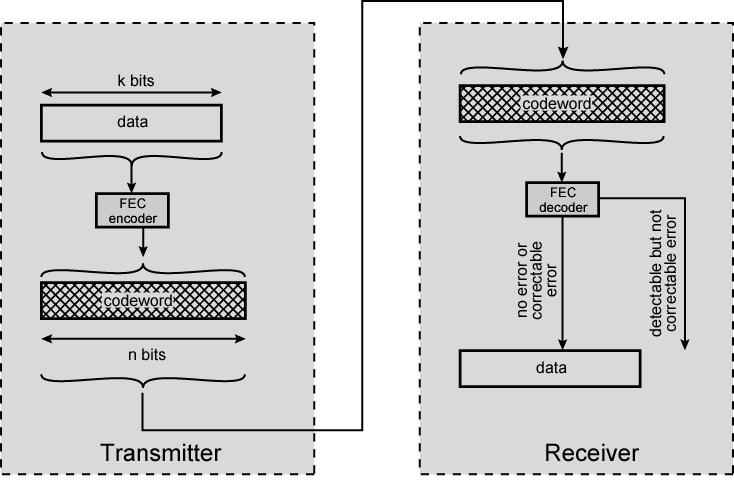 k bits
data
FEC
encoder
codeword
n bits
Transmitter
codeword
FEC
decoder
no error or
correctable
error
detectable but not
correctable error
data
Receiver